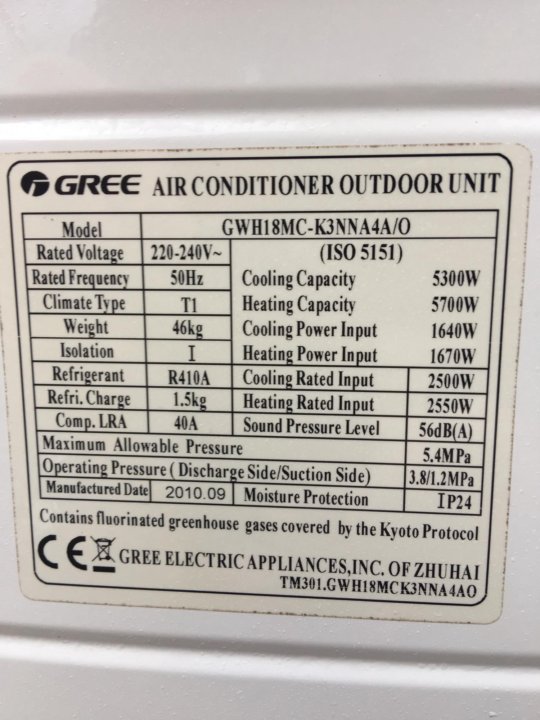 GREE AIR CONDITIONER OUTDOOR UNIT
Model GWH18MC-K3NNA4A/O
Rated Voltage 220-240V~ (ISO 5151)
Rated Frequency 50Hz Cooling Capacity 5300W
Climate Type T1 Heating Capacity 5700W
Weight 46kg Cooling Power Input 1640W
Isolation I Heating Power Input 1670W
Refrigerant R410A Cooling Rated Input 2500W
Refri. Charge 1.5kg Heating Rated Input 2550W
Comp. LRA 40A Sound Pressure Level 56dB(A)
Maximum Allowable Pressure 5.4MPa
Operating Pressure ( Discharge Side/Suction Side) 3.8/1.2MPa
Manufactured Date 2010.09 Moisture Protection IP24
Contains fluorinated greenhouse gases covered by the Kyoto Protocol
CE GREE ELECTRIC APPLIANCES,INC. OF ZHUHAI
TM301.GWH18MCK3NNA4AO